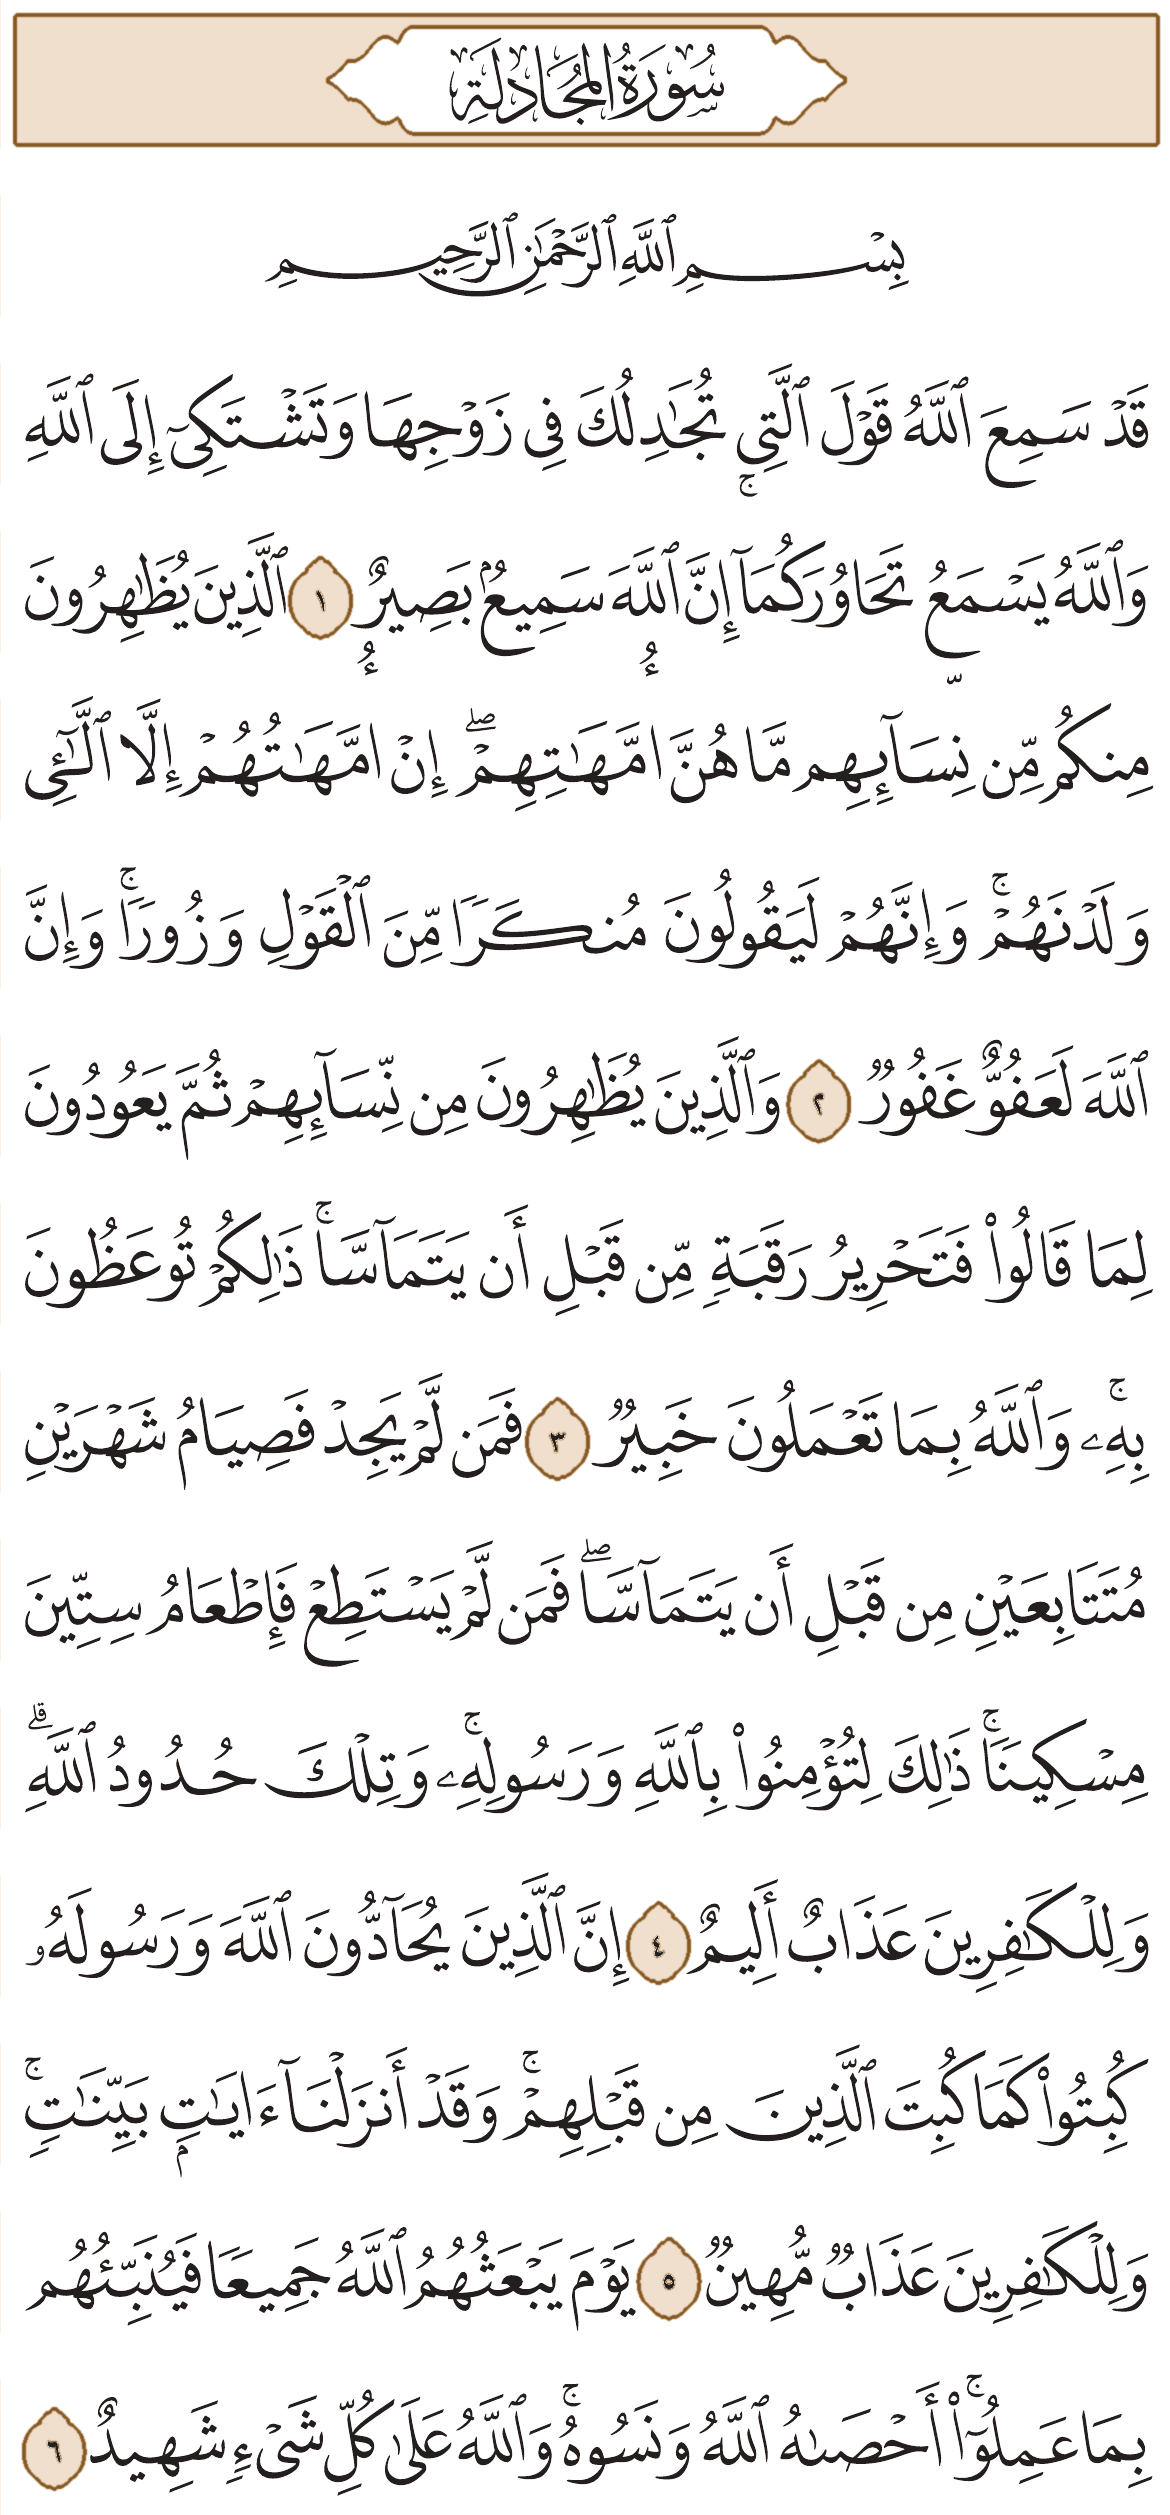 سُورَةُ المُجَادِلَةِ
بِسۡمِ ٱللَّهِ ٱلرَّحۡمَٰنِ ٱلرَّحِيمِ
قَدۡ سَمِعَ ٱللَّهُ قَوۡلَ ٱلَّتِي تُجَٰدِلُكَ فِي زَوۡجِهَا وَتَشۡتَكِيٓ إِلَى ٱللَّهِ
وَٱللَّهُ يَسۡمَعُ تَحَاوُرَكُمَآۚ إِنَّ ٱللَّهَ سَمِيعُۢ بَصِيرٌ ١ ٱلَّذِينَ يُظَٰهِرُونَ
مِنكُم مِّن نِّسَآئِهِم مَّا هُنَّ أُمَّهَٰتِهِمۡۖ إِنۡ أُمَّهَٰتُهُمۡ إِلَّا ٱلَّٰٓـِٔي
وَلَدۡنَهُمۡۚ وَإِنَّهُمۡ لَيَقُولُونَ مُنكَرٗا مِّنَ ٱلۡقَوۡلِ وَزُورٗاۚ وَإِنَّ
ٱللَّهَ لَعَفُوٌّ غَفُورٞ ٢ وَٱلَّذِينَ يُظَٰهِرُونَ مِن نِّسَآئِهِمۡ ثُمَّ يَعُودُونَ
لِمَا قَالُواْ فَتَحۡرِيرُ رَقَبَةٖ مِّن قَبۡلِ أَن يَتَمَآسَّاۚ ذَٰلِكُمۡ تُوعَظُونَ
بِهِۦۚ وَٱللَّهُ بِمَا تَعۡمَلُونَ خَبِيرٞ ٣ فَمَن لَّمۡ يَجِدۡ فَصِيَامُ شَهۡرَيۡنِ
مُتَتَابِعَيۡنِ مِن قَبۡلِ أَن يَتَمَآسَّاۖ فَمَن لَّمۡ يَسۡتَطِعۡ فَإِطۡعَامُ سِتِّينَ
مِسۡكِينٗاۚ ذَٰلِكَ لِتُؤۡمِنُواْ بِٱللَّهِ وَرَسُولِهِۦۚ وَتِلۡكَ حُدُودُ ٱللَّهِۗ
وَلِلۡكَٰفِرِينَ عَذَابٌ أَلِيمٌ ٤ إِنَّ ٱلَّذِينَ يُحَآدُّونَ ٱللَّهَ وَرَسُولَهُۥ
كُبِتُواْ كَمَا كُبِتَ ٱلَّذِينَ مِن قَبۡلِهِمۡۚ وَقَدۡ أَنزَلۡنَآ ءَايَٰتِۭ بَيِّنَٰتٖۚ
وَلِلۡكَٰفِرِينَ عَذَابٞ مُّهِينٞ ٥ يَوۡمَ يَبۡعَثُهُمُ ٱللَّهُ جَمِيعٗا فَيُنَبِّئُهُم
بِمَا عَمِلُوٓاْۚ أَحۡصَىٰهُ ٱللَّهُ وَنَسُوهُۚ وَٱللَّهُ عَلَىٰ كُلِّ شَيۡءٖ شَهِيدٌ ٦